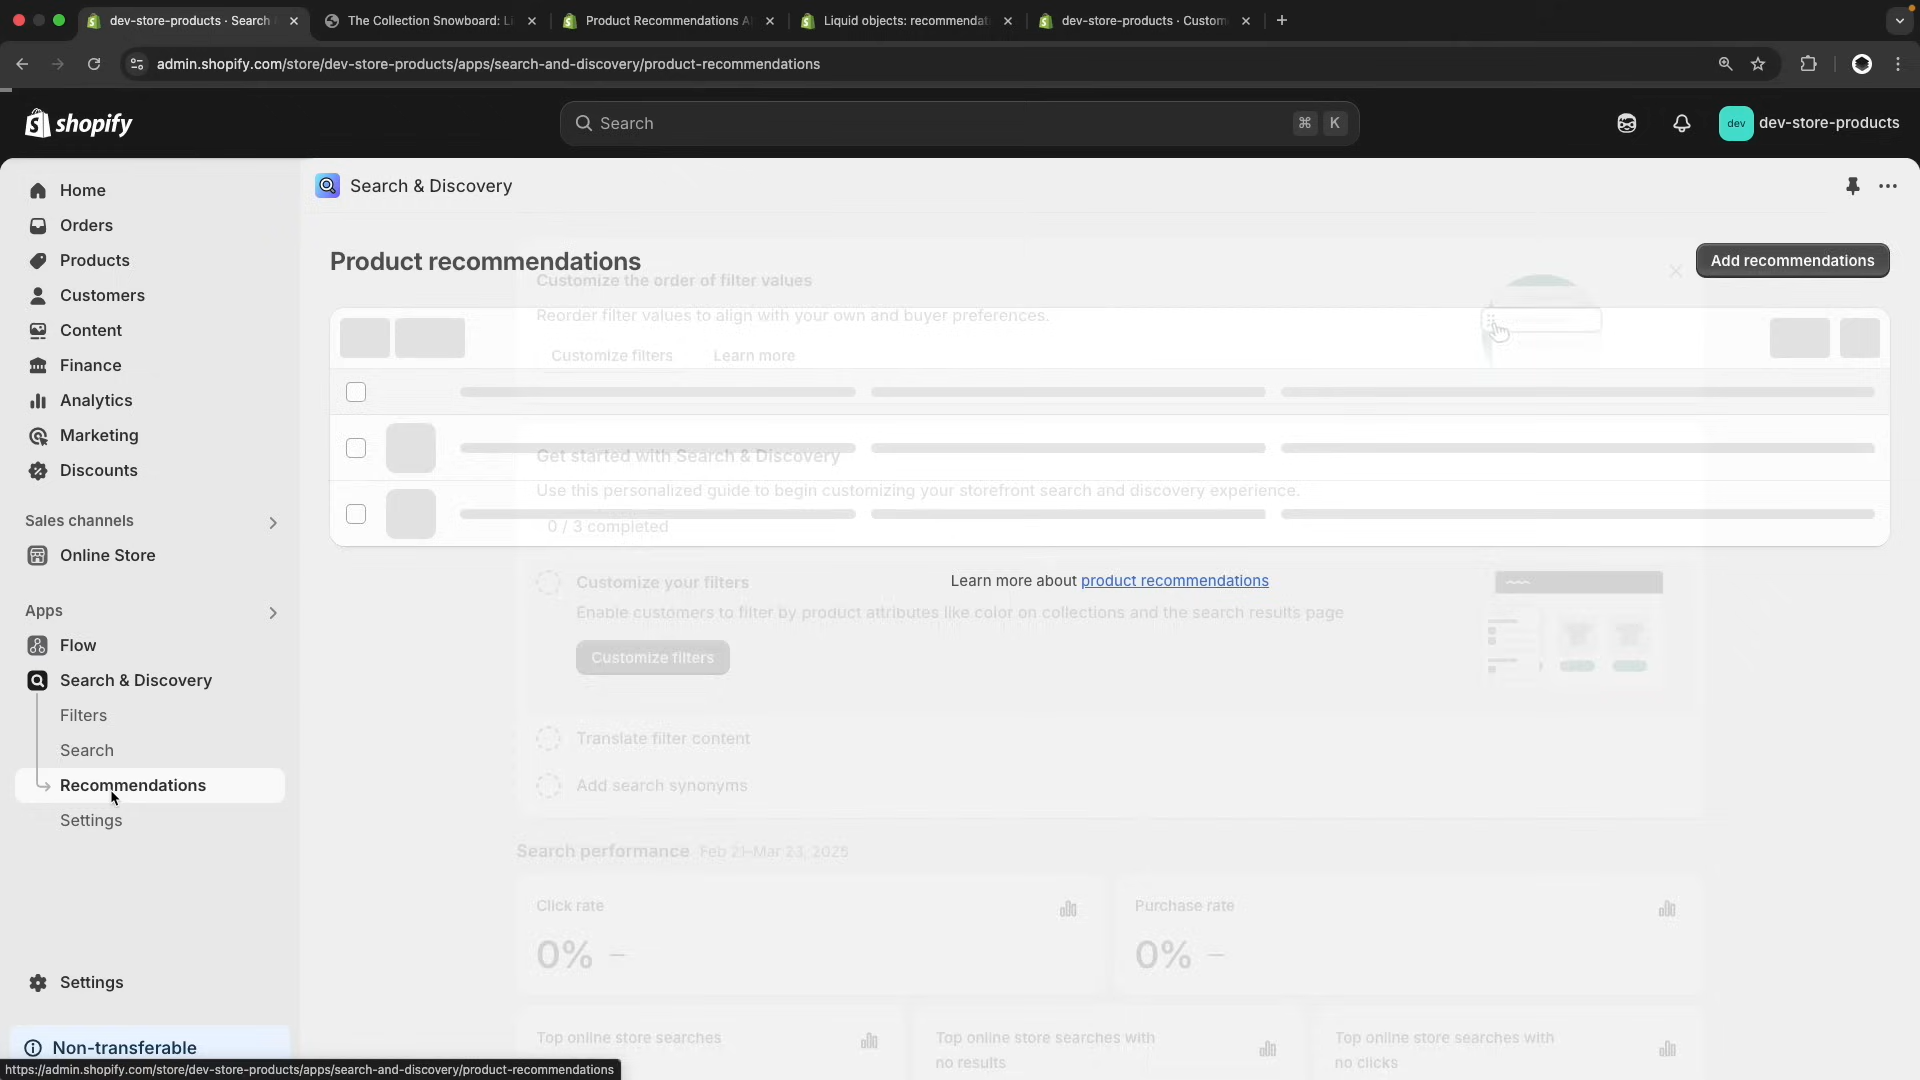 dev-store-products · Search
The Collection Snowboard: Li
Product Recommendations A
Liquid objects: recommendat
dev-store-products · Custom
admin.shopify.com/store/dev-store-products/apps/search-and-discovery/product-recommendations
shopify
Search
⌘ K
dev
dev-store-products
Home
Orders
Products
Customers
Content
Finance
Analytics
Marketing
Discounts
Sales channels
Online Store
Apps
Flow
Search & Discovery
Filters
Search
Recommendations
Settings
Settings
Non-transferable
https://admin.shopify.com/store/dev-store-products/apps/search-and-discovery/product-recommendations
Search & Discovery
Product recommendations
Add recommendations
Customize the order of filter values
Reorder filter values to align with your own and buyer preferences.
Customize filters
Learn more
Get started with Search & Discovery
Use this personalized guide to begin customizing your storefront search and discovery experience.
0 / 3 completed
Learn more about product recommendations
Customize your filters
Enable customers to filter by product attributes like color on collections and the search results page
Customize filters
Translate filter content
Add search synonyms
Search performance Feb 21–Mar 23, 2025
Click rate
0% –
Purchase rate
0% –
Top online store searches
Top online store searches with
no results
Top online store searches with
no clicks